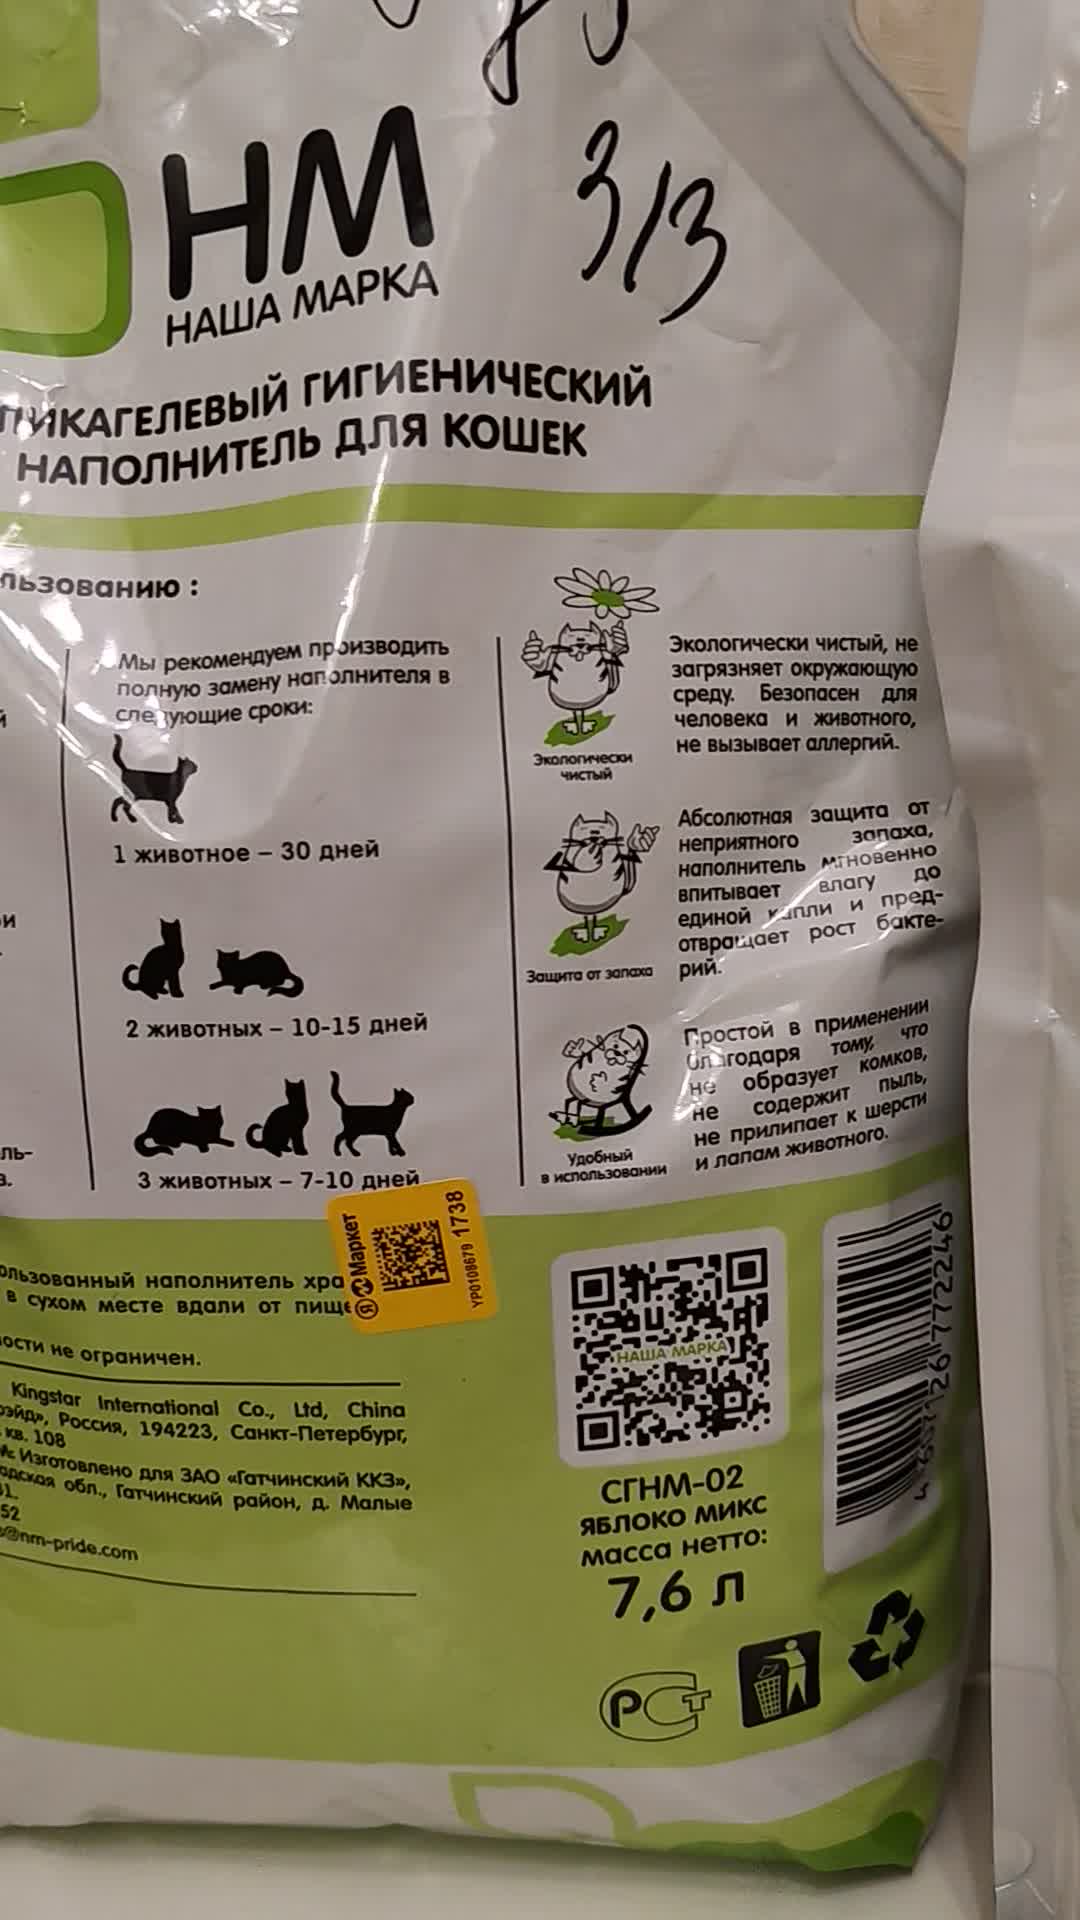 3/3
НМ
НАША МАРКА
ГИГИЕНИЧЕСКИЙ
НАПОЛНИТЕЛЬ ДЛЯ КОШЕК
Мы рекомендуем производить
полную замену наполнителя в
следующие сроки:
1 животное – 30 дней
2 животных – 10-15 дней
3 животных – 7-10 дней
Экологически
чистый
Экологически чистый, не
загрязняет окружающую
среду. Безопасен для
человека и животного,
не вызывает аллергий.
Защита от запаха
Абсолютная защита от
неприятного запаха,
наполнитель мгновенно
впитывает влагу до
единой капли и пред-
отвращает рост бакте-
рий.
Удобный
в использовании
Простой в применении
благодаря тому, что
не образует комков,
не содержит пыль,
не прилипает к шерсти
и лапам животного.
Я Маркет
YP0108679 1738
наполнитель
в сухом месте вдали от
не ограничен.
Kingstar International Co., Ltd, China
Россия, 194223, Санкт-Петербург,
кв. 108
Изготовлено для ЗАО «Гатчинский ККЗ»,
обл., Гатчинский район, д. Малые
52
@nm-pride.com
НАША МАРКА
СГНМ-02
ЯБЛОКО МИКС
масса нетто:
7,6 л
РСТ